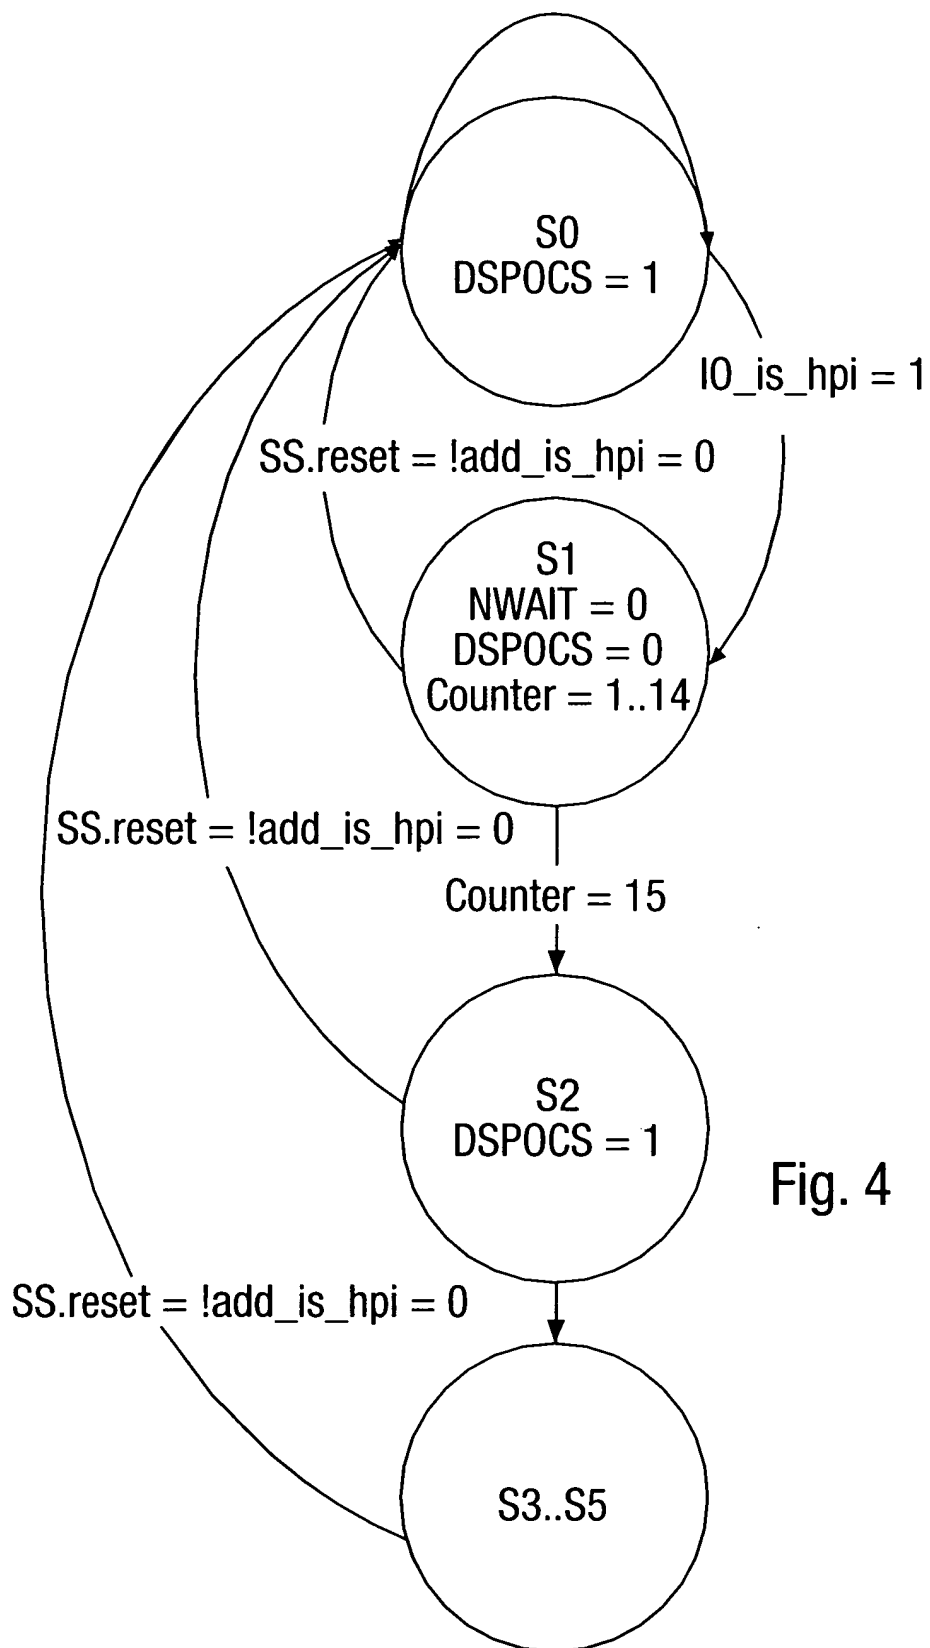 S0
DSPOCS = 1
IO_is_hpi = 1
SS.reset = !add_is_hpi = 0
S1
NWAIT = 0
DSPOCS = 0
Counter = 1..14
SS.reset = !add_is_hpi = 0
Counter = 15
S2
DSPOCS = 1
Fig. 4
SS.reset = !add_is_hpi = 0
S3..S5